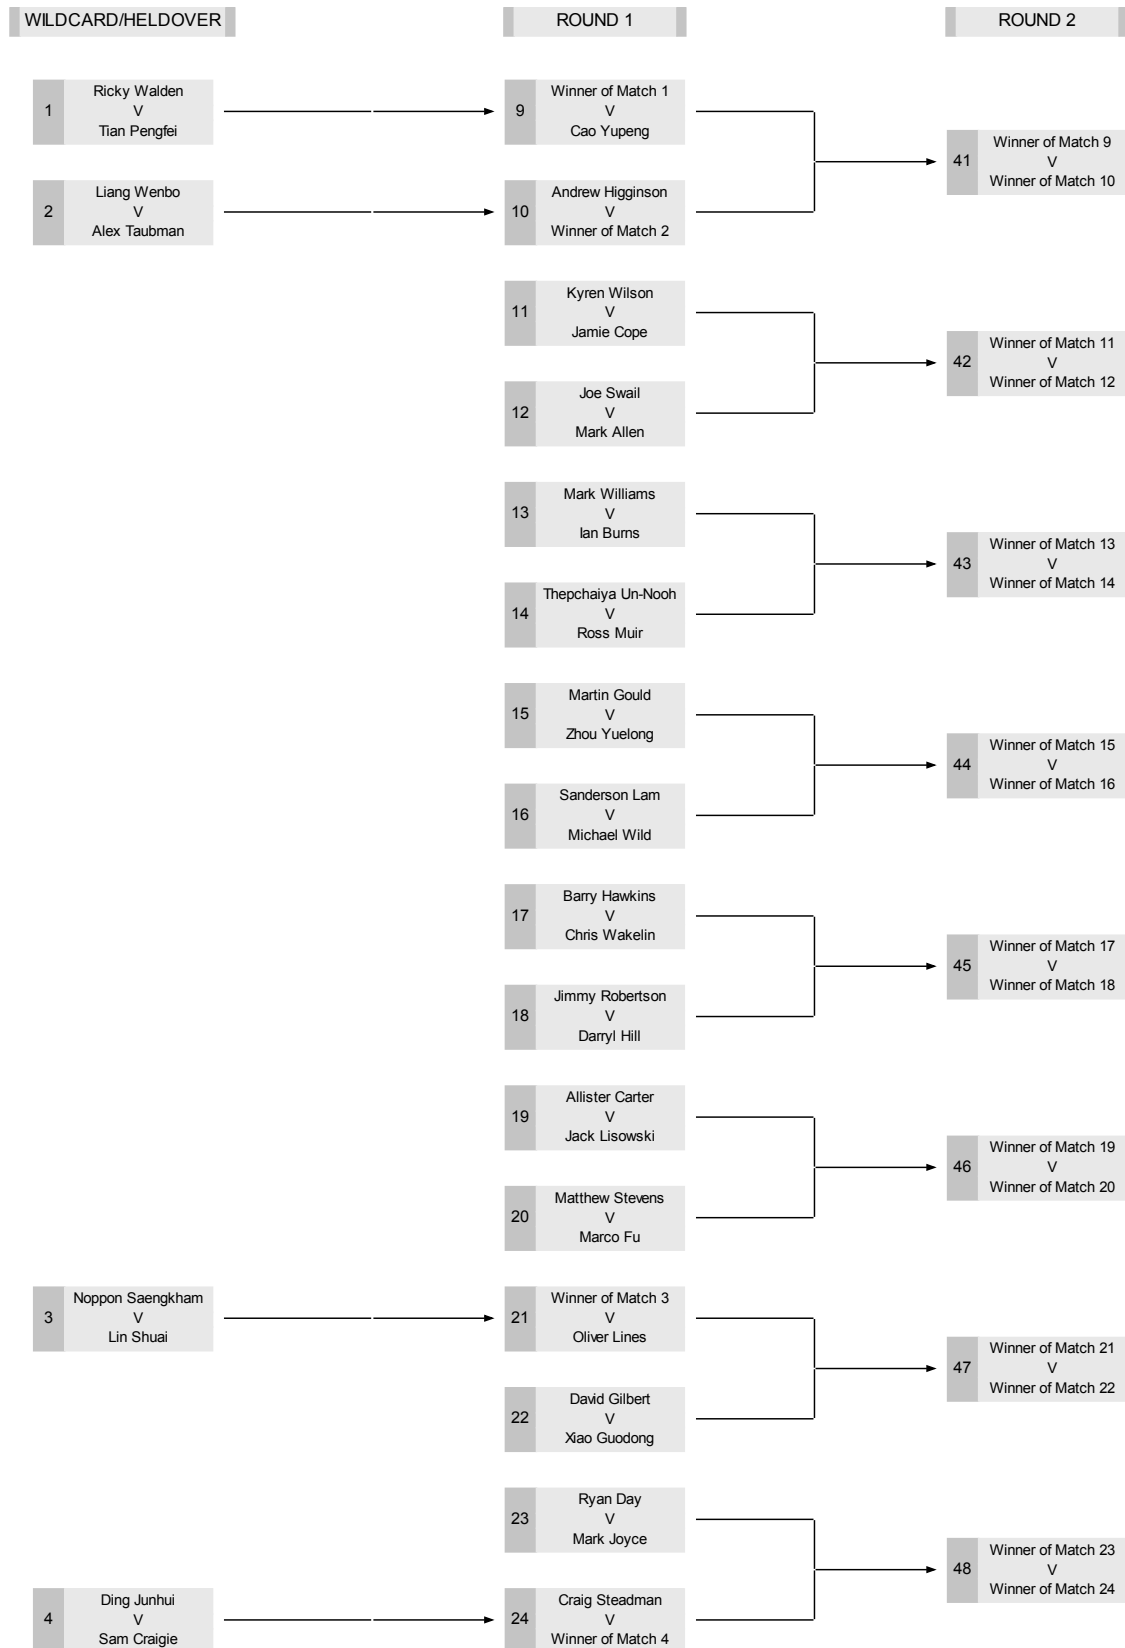 WILDCARD/HELDOVER
ROUND 1
ROUND 2
1
Ricky Walden
V
Tian Pengfei
9
Winner of Match 1
V
Cao Yupeng
41
Winner of Match 9
V
Winner of Match 10
2
Liang Wenbo
V
Alex Taubman
10
Andrew Higginson
V
Winner of Match 2
11
Kyren Wilson
V
Jamie Cope
42
Winner of Match 11
V
Winner of Match 12
12
Joe Swail
V
Mark Allen
13
Mark Williams
V
Ian Burns
43
Winner of Match 13
V
Winner of Match 14
14
Thepchaiya Un-Nooh
V
Ross Muir
15
Martin Gould
V
Zhou Yuelong
44
Winner of Match 15
V
Winner of Match 16
16
Sanderson Lam
V
Michael Wild
17
Barry Hawkins
V
Chris Wakelin
45
Winner of Match 17
V
Winner of Match 18
18
Jimmy Robertson
V
Darryl Hill
19
Allister Carter
V
Jack Lisowski
46
Winner of Match 19
V
Winner of Match 20
20
Matthew Stevens
V
Marco Fu
3
Noppon Saengkham
V
Lin Shuai
21
Winner of Match 3
V
Oliver Lines
47
Winner of Match 21
V
Winner of Match 22
22
David Gilbert
V
Xiao Guodong
23
Ryan Day
V
Mark Joyce
48
Winner of Match 23
V
Winner of Match 24
4
Ding Junhui
V
Sam Craigie
24
Craig Steadman
V
Winner of Match 4